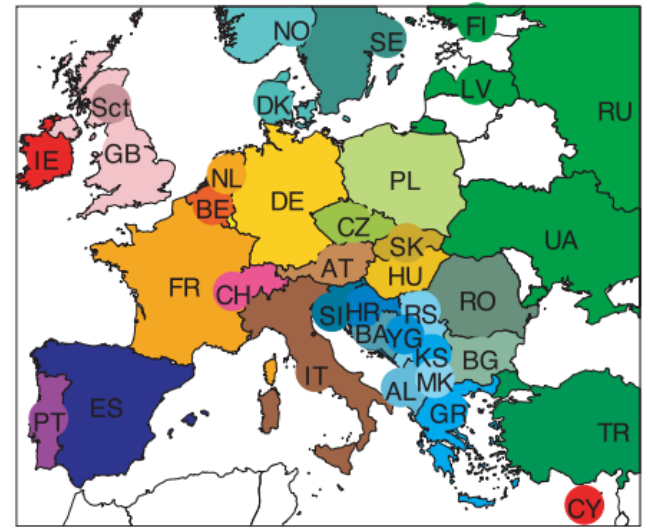 NO
FI
SE
LV
DK
Sct
RU
IE
GB
NL
PL
BE
DE
CZ
SK
UA
AT
HU
FR
CH
RO
SI
HR
RS
BA
YG
KS
BG
IT
MK
AL
ES
PT
GR
TR
CY